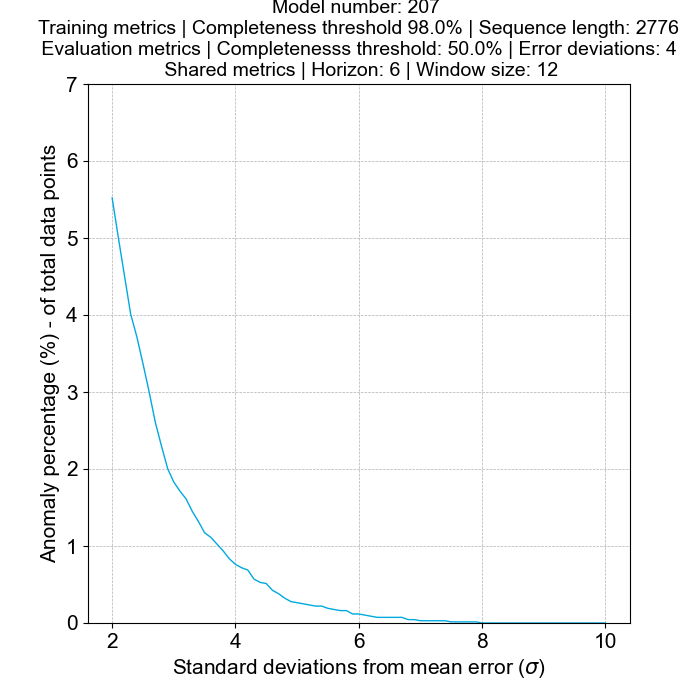 Model number: 207
Training metrics | Completeness threshold 98.0% | Sequence length: 2776
Evaluation metrics | Completenesss threshold: 50.0% | Error deviations: 4
Shared metrics | Horizon: 6 | Window size: 12
Anomaly percentage (%) - of total data points
7
6
5
4
3
2
1
0
2 4 6 8 10
Standard deviations from mean error (σ)